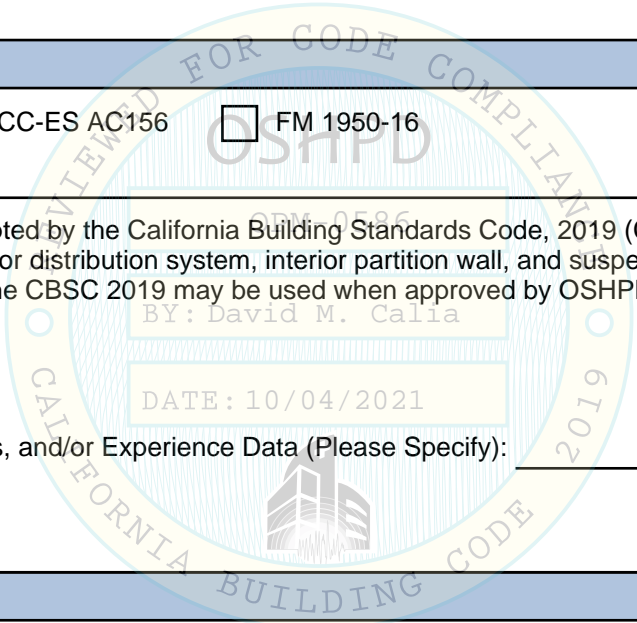 REVIEWED FOR CODE COMPLIANCE
CC-ES AC156 FM 1950-16
OSHPD
OPM-0586
oted by the California Building Standards Code, 2019 (
or distribution system, interior partition wall, and suspe
ne CBSC 2019 may be used when approved by OSHPD
BY: David M. Calia
DATE: 10/04/2021
s, and/or Experience Data (Please Specify):
CALIFORNIA BUILDING CODE 2019